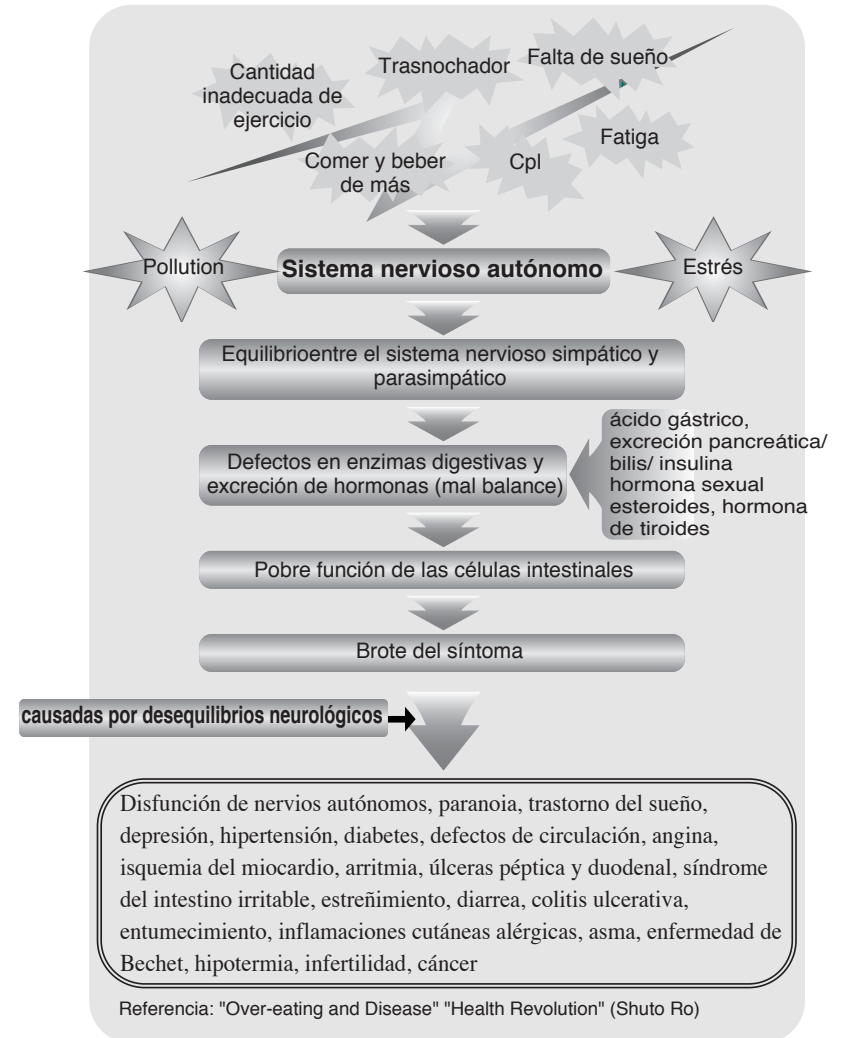 Cantidad
inadecuada de
ejercicio
Trasnochador
Falta de sueño
Comer y beber
de más
Cpl
Fatiga
Pollution
Sistema nervioso autónomo
Estrés
Equilibrioentre el sistema nervioso simpático y
parasimpático
Defectos en enzimas digestivas y
excreción de hormonas (mal balance)
ácido gástrico,
excreción pancreática/
bilis/ insulina
hormona sexual
esteroides, hormona
de tiroides
Pobre función de las células intestinales
Brote del síntoma
causadas por desequilibrios neurológicos
Disfunción de nervios autónomos, paranoia, trastorno del sueño,
depresión, hipertensión, diabetes, defectos de circulación, angina,
isquemia del miocardio, arritmia, úlceras péptica y duodenal, síndrome
del intestino irritable, estreñimiento, diarrea, colitis ulcerativa,
entumecimiento, inflamaciones cutáneas alérgicas, asma, enfermedad de
Bechet, hipotermia, infertilidad, cáncer
Referencia: "Over-eating and Disease" "Health Revolution" (Shuto Ro)